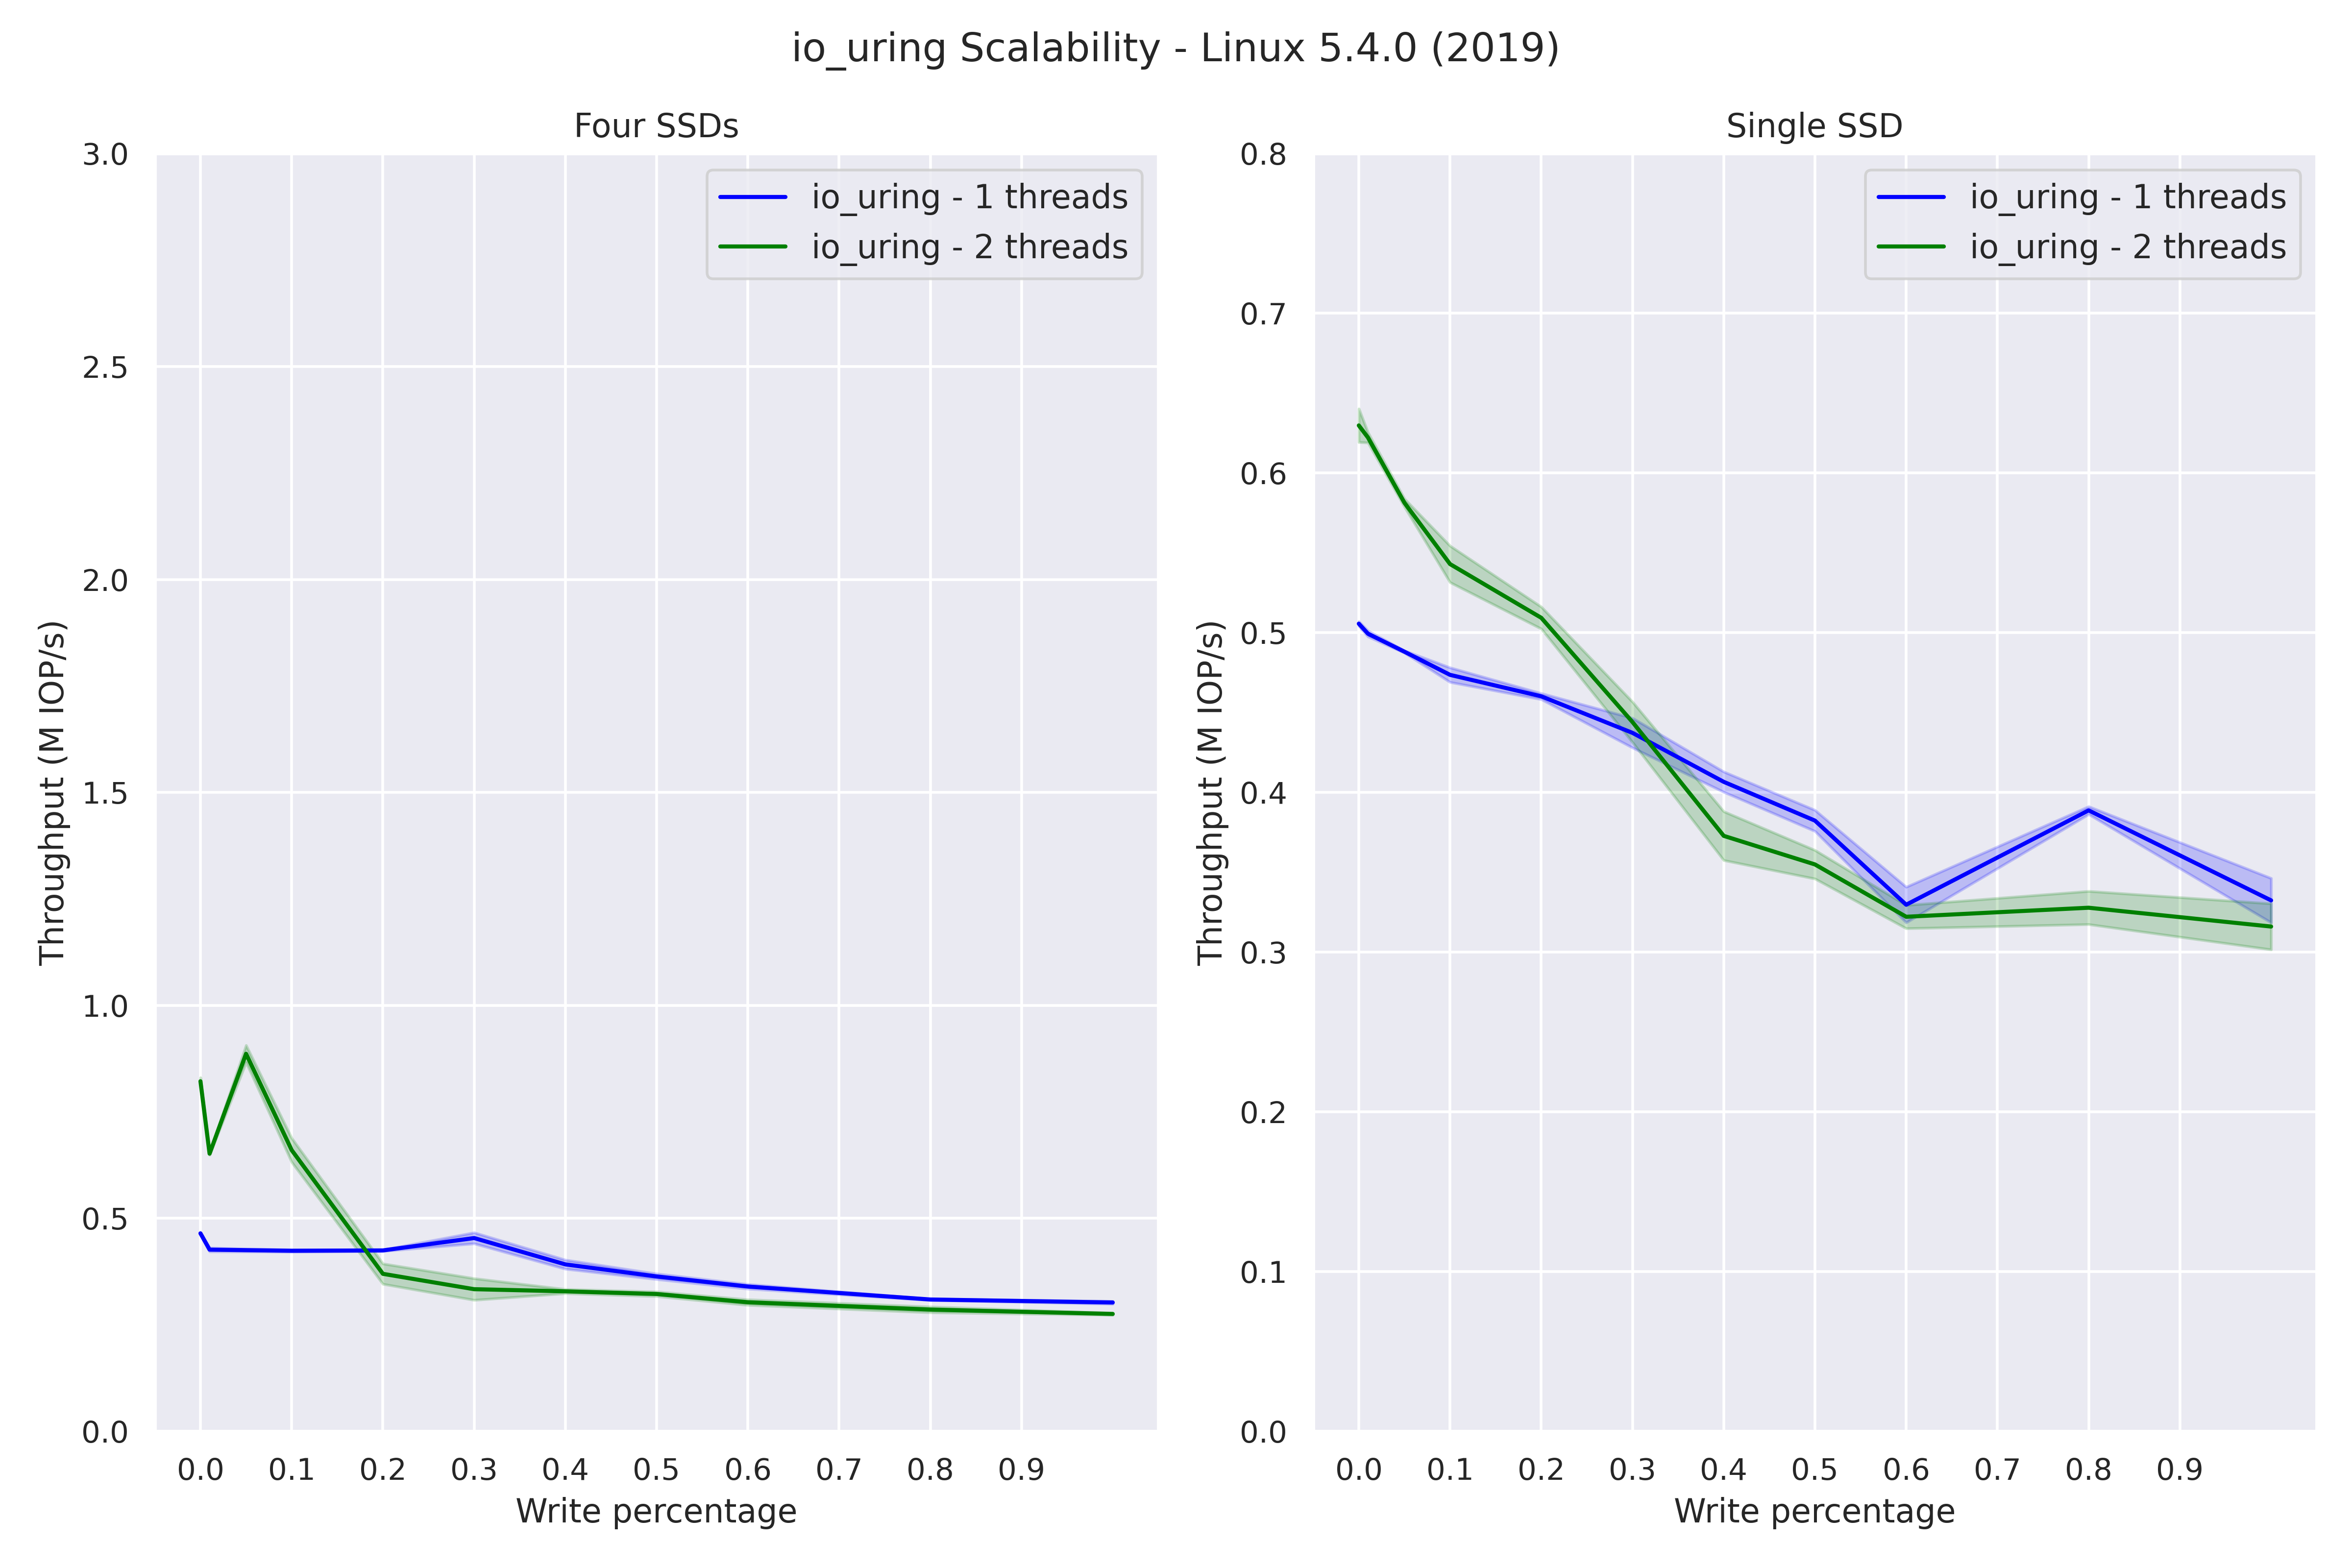 io_uring Scalability - Linux 5.4.0 (2019)
Four SSDs
io_uring - 1 threads
io_uring - 2 threads
3.0
2.5
2.0
1.5
1.0
0.5
0.0
Throughput (M IOP/s)
0.0 0.1 0.2 0.3 0.4 0.5 0.6 0.7 0.8 0.9
Write percentage
Single SSD
io_uring - 1 threads
io_uring - 2 threads
0.8
0.7
0.6
0.5
0.4
0.3
0.2
0.1
0.0
Throughput (M IOP/s)
0.0 0.1 0.2 0.3 0.4 0.5 0.6 0.7 0.8 0.9
Write percentage